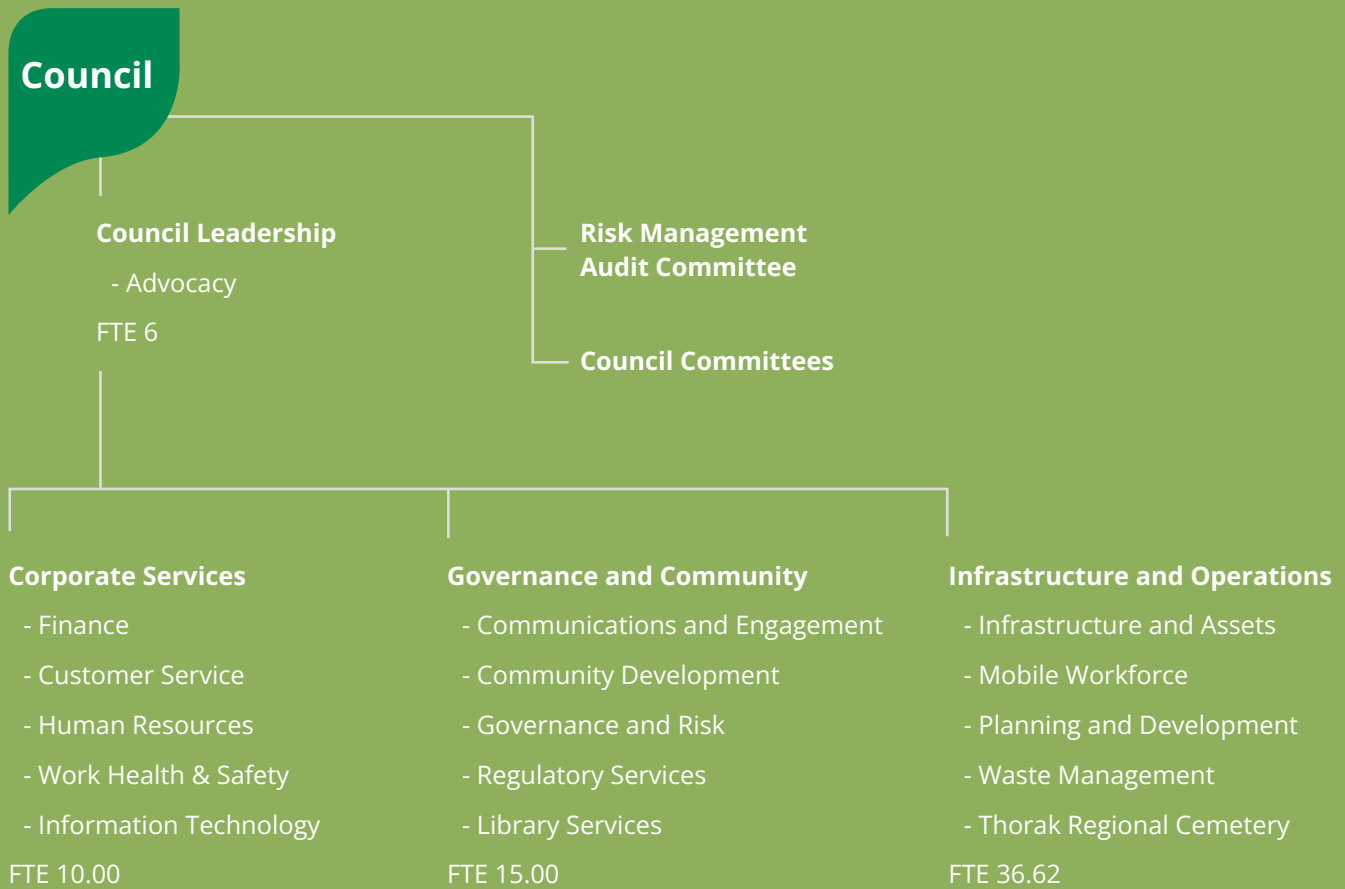 Council
Council Leadership
- Advocacy
FTE 6
Risk Management
Audit Committee
Council Committees
Corporate Services
- Finance
- Customer Service
- Human Resources
- Work Health & Safety
- Information Technology
FTE 10.00
Governance and Community
- Communications and Engagement
- Community Development
- Governance and Risk
- Regulatory Services
- Library Services
FTE 15.00
Infrastructure and Operations
- Infrastructure and Assets
- Mobile Workforce
- Planning and Development
- Waste Management
- Thorak Regional Cemetery
FTE 36.62